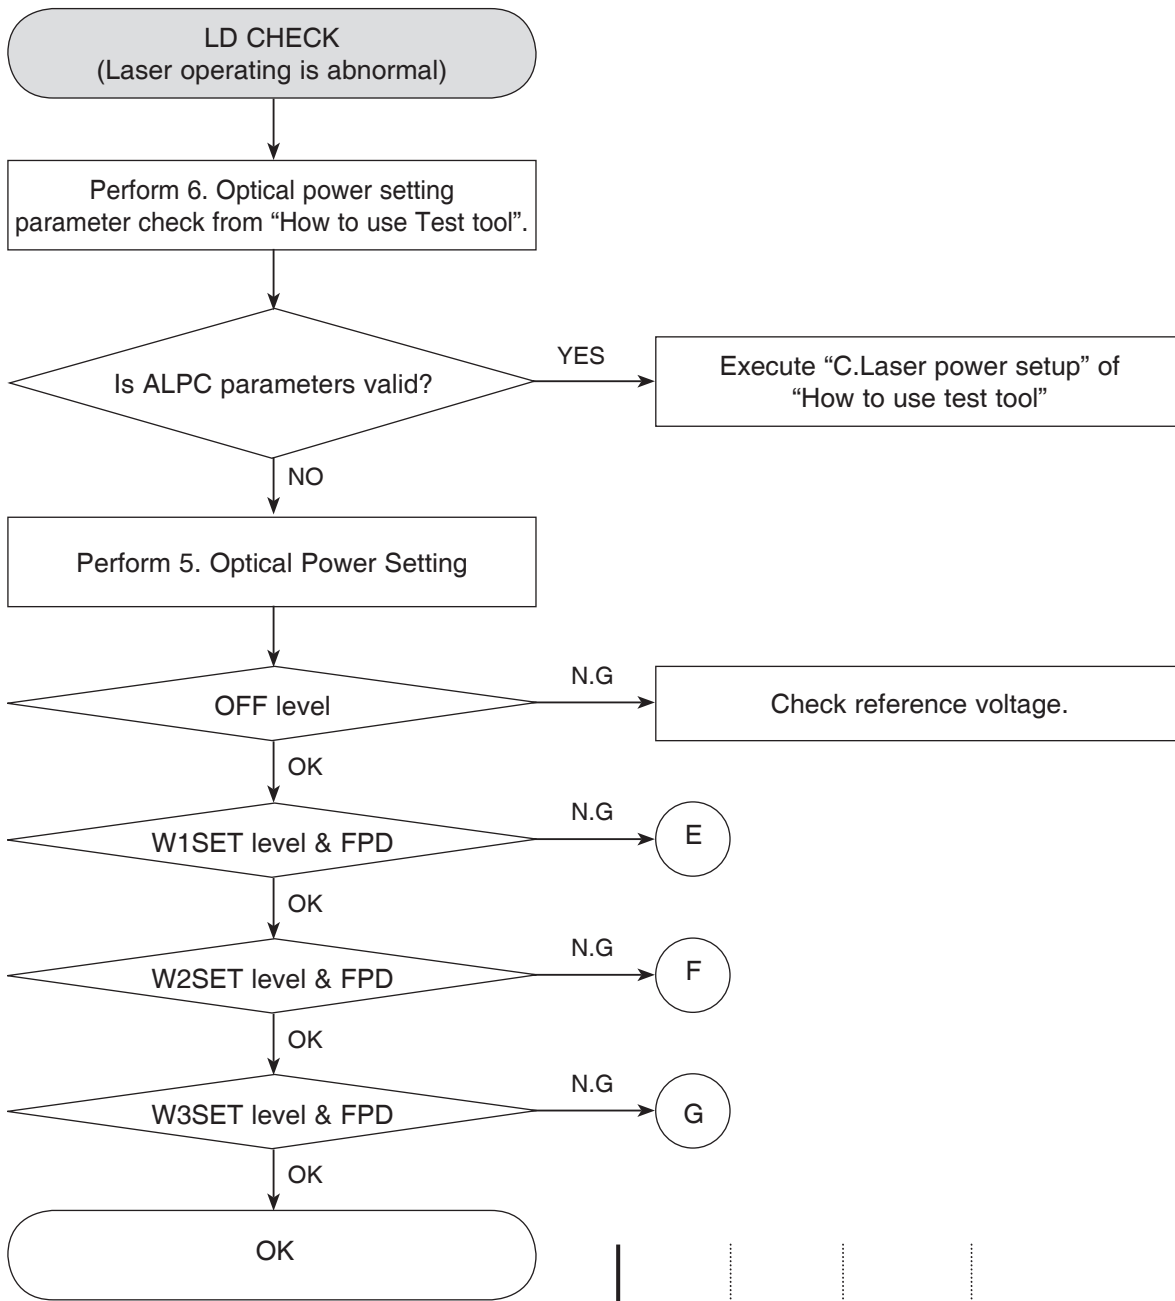 LD CHECK
(Laser operating is abnormal)
Perform 6. Optical power setting
parameter check from “How to use Test tool”.
Is ALPC parameters valid?
YES
Execute “C.Laser power setup” of
“How to use test tool”
NO
Perform 5. Optical Power Setting
OFF level
N.G
Check reference voltage.
OK
W1SET level & FPD
N.G
E
OK
W2SET level & FPD
N.G
F
OK
W3SET level & FPD
N.G
G
OK
OK